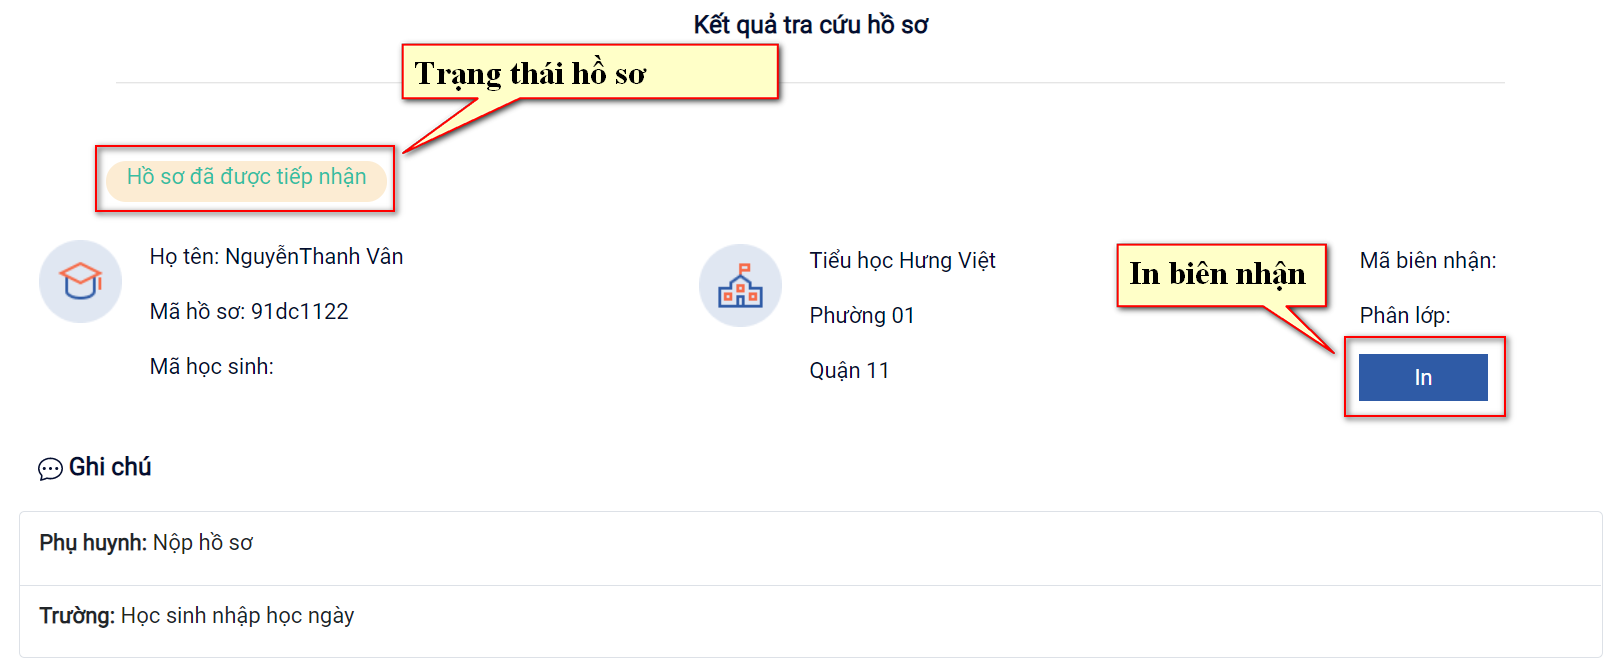 Kết quả tra cứu hồ sơ
Trạng thái hồ sơ
Hồ sơ đã được tiếp nhận
Họ tên: NguyễnThanh Vân
Mã hồ sơ: 91dc1122
Mã học sinh:
Tiểu học Hưng Việt
Phường 01
Quận 11
In biên nhận
Mã biên nhận:
Phân lớp:
In
Ghi chú
Phụ huynh: Nộp hồ sơ
Trường: Học sinh nhập học ngày